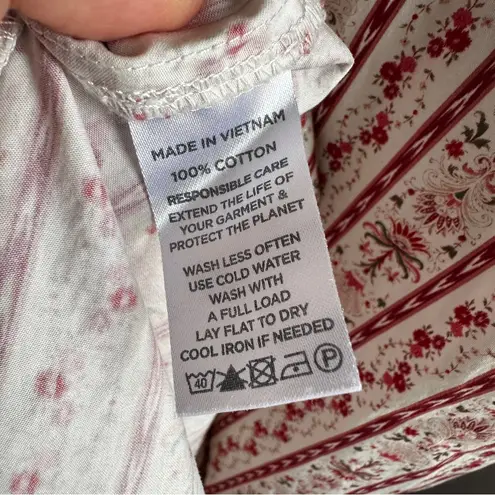 MADE IN VIETNAM
100% COTTON
RESPONSIBLE CARE
EXTEND THE LIFE OF
YOUR GARMENT &
PROTECT THE PLANET
WASH LESS OFTEN
USE COLD WATER
WASH WITH
A FULL LOAD
LAY FLAT TO DRY
COOL IRON IF NEEDED
40 P